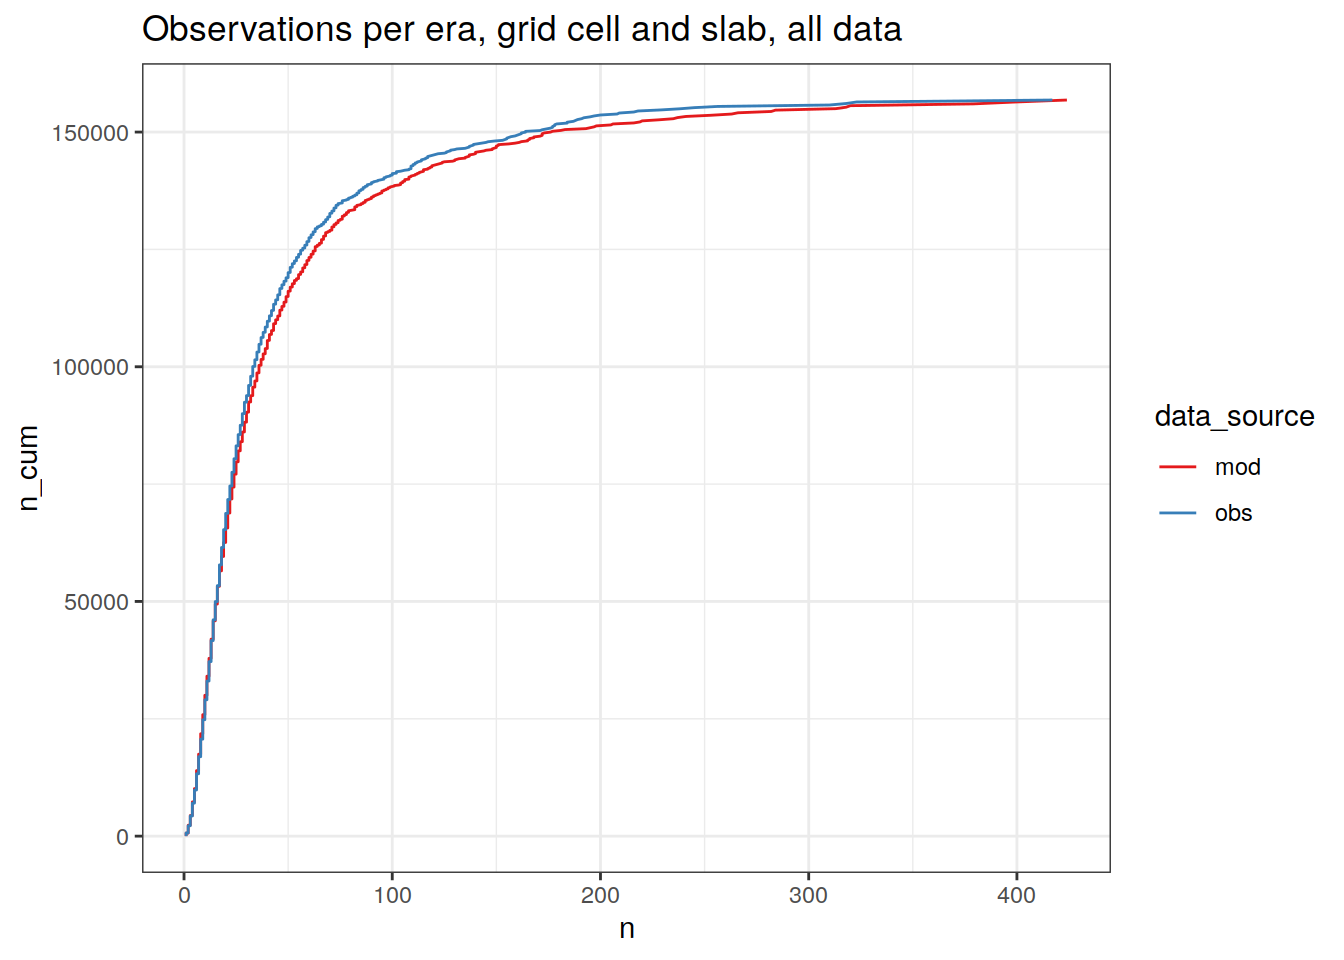 Observations per era, grid cell and slab, all data
150000
100000
50000
0
n_cum
0 100 200 300 400
n
data_source
mod
obs